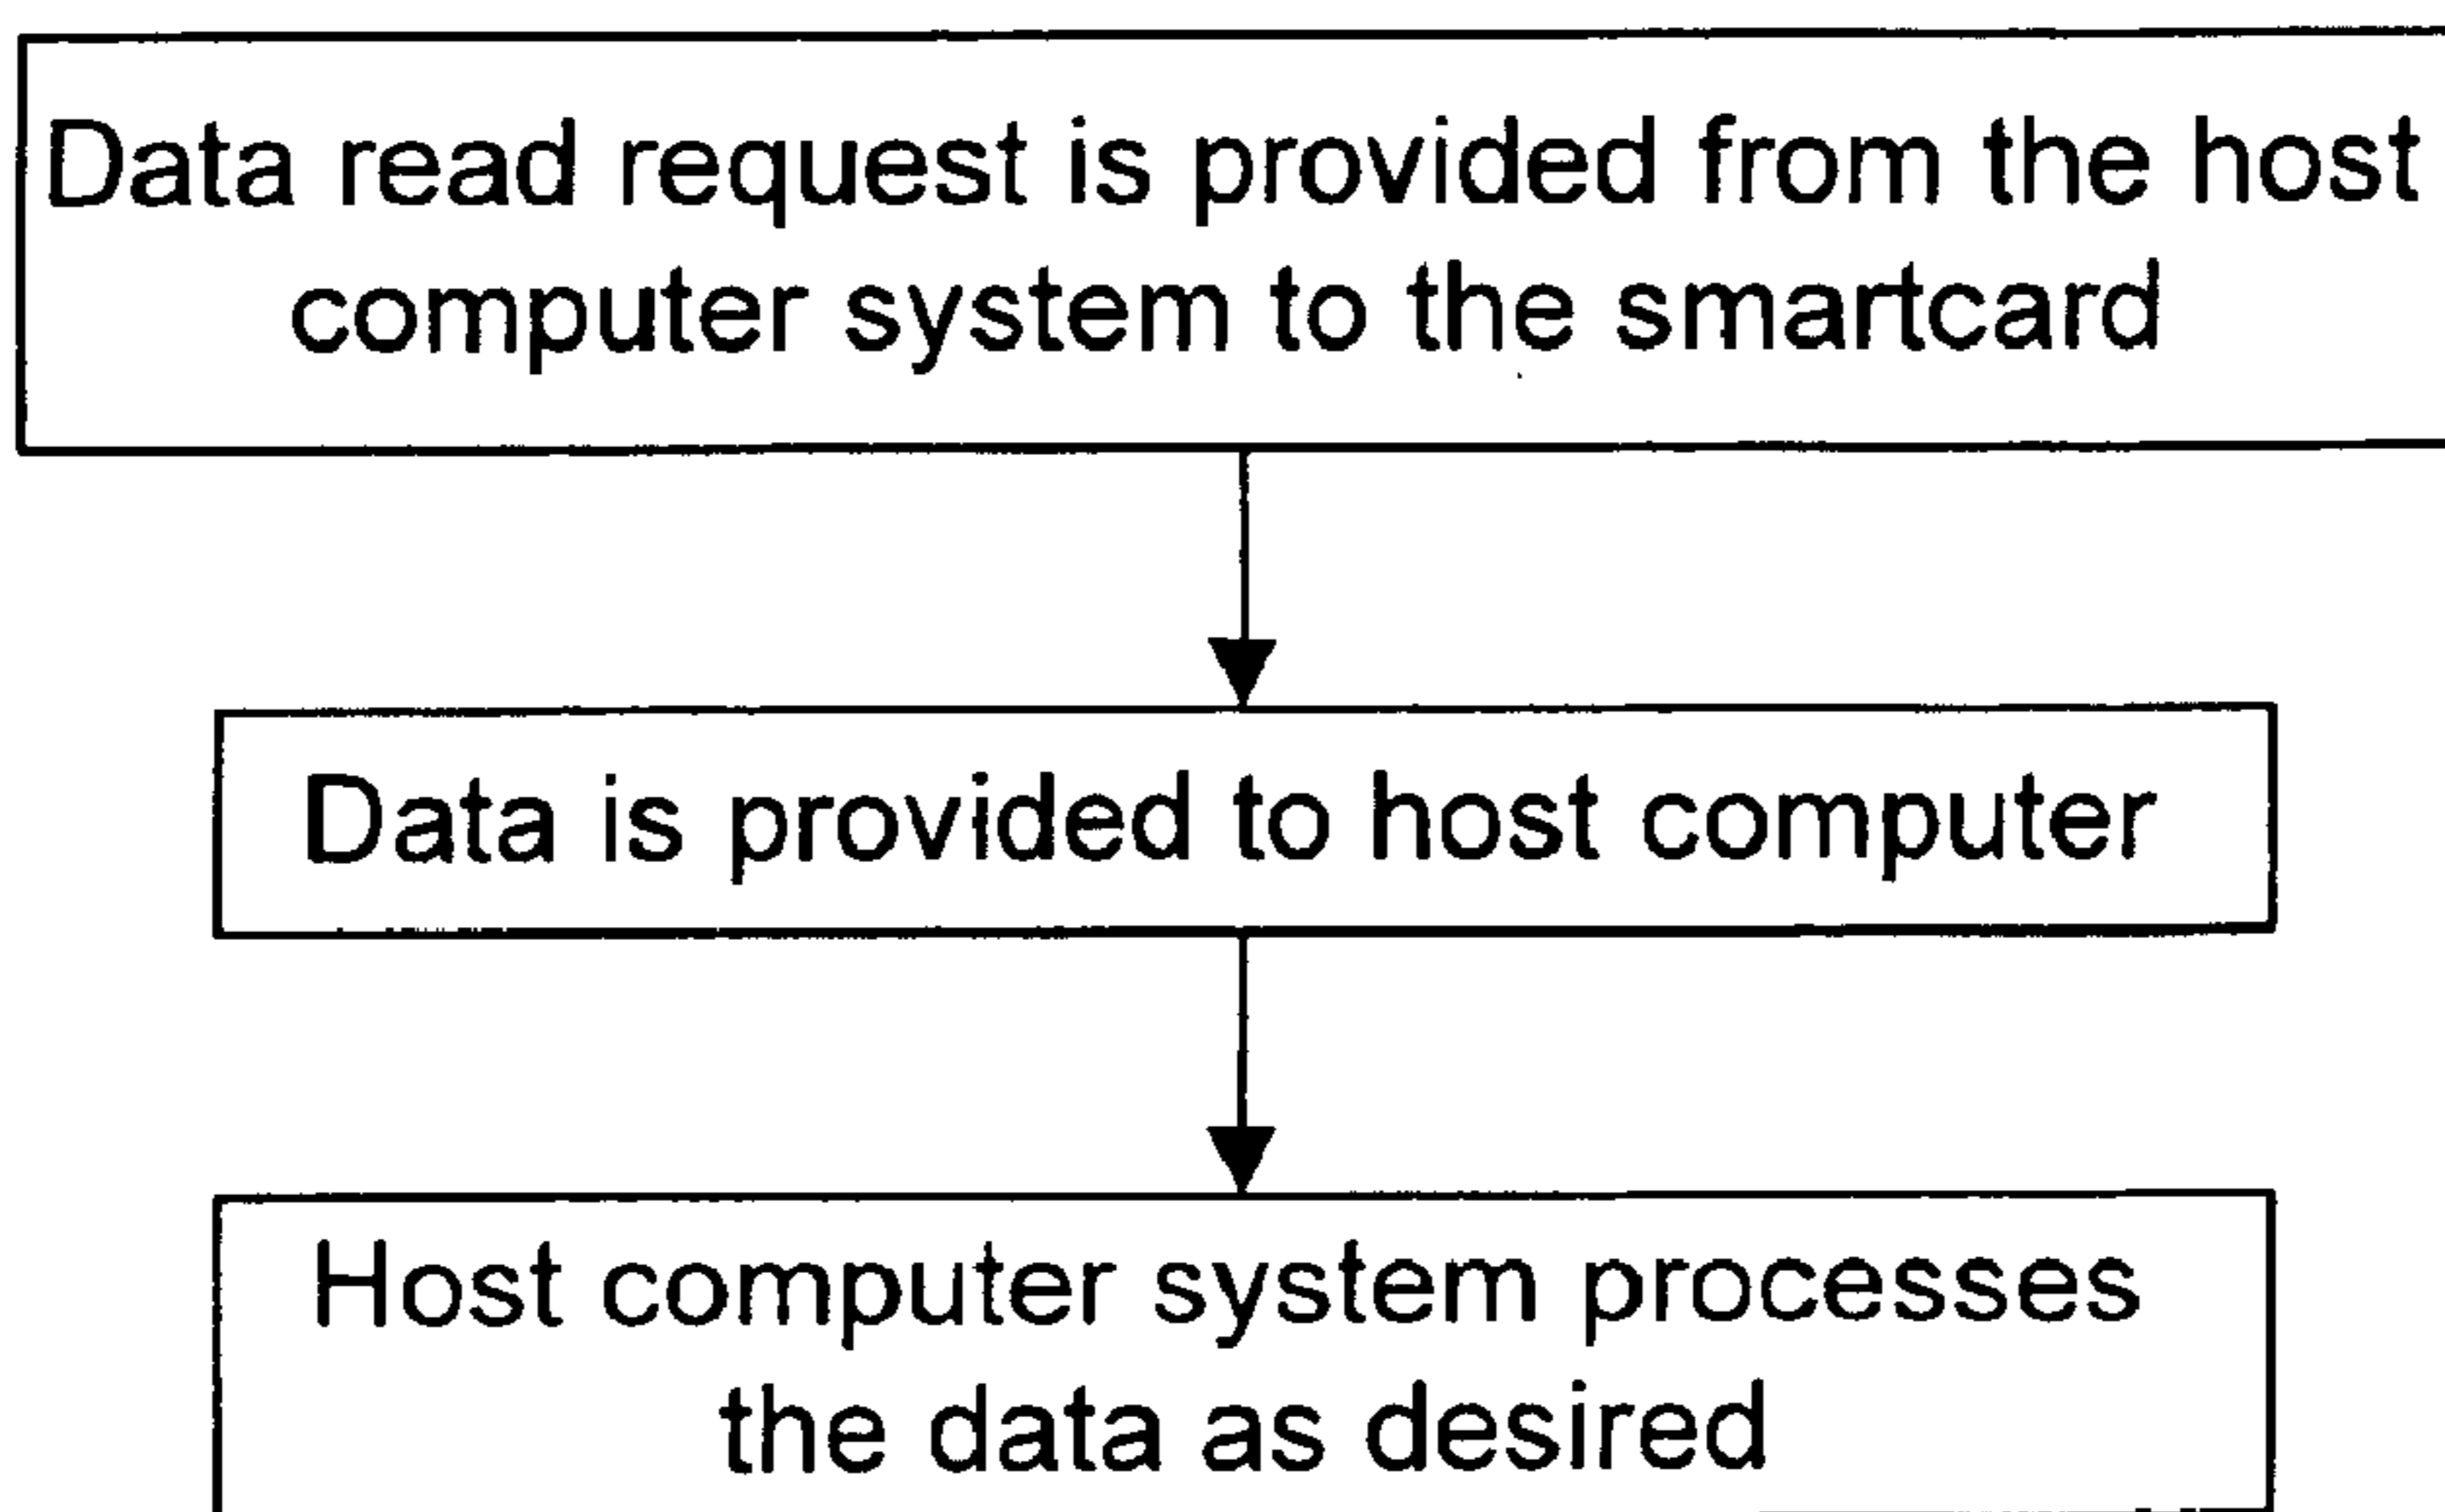 Data read request is provided from the host
computer system to the smartcard
Data is provided to host computer
Host computer system processes
the data as desired